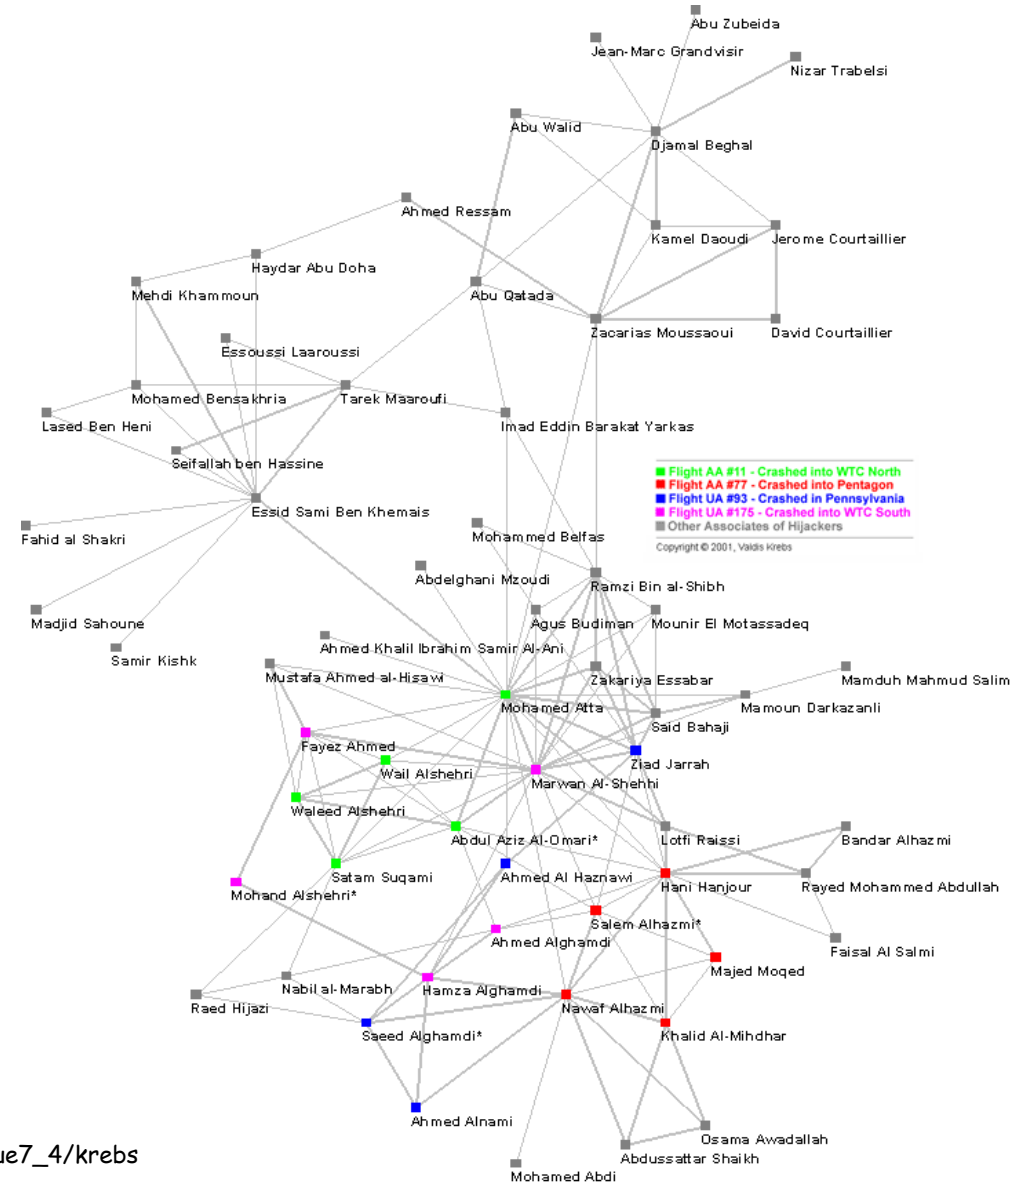 Abu Zubeida
Jean-Marc Grandvisir
Nizar Trabelsi
Abu Walid
Djamal Beghal
Ahmed Ressam
Kamel Daoudi
Jerome Courtaillier
Haydar Abu Doha
Mehdi Khammoun
Abu Qatada
Zacarias Moussaoui
David Courtaillier
Essoussi Laaroussi
Mohamed Bensakhria
Tarek Maaroufi
Lased Ben Heni
Imad Eddin Barakat Yarkas
Seifallah ben Hassine
Flight AA #11 - Crashed into WTC North
Flight AA #77 - Crashed into Pentagon
Flight UA #93 - Crashed in Pennsylvania
Flight UA #175 - Crashed into WTC South
Other Associates of Hijackers
Copyright © 2001, Valdis Krebs
Essid Sami Ben Khemais
Fahid al Shakri
Mohammed Belfas
Abdelghani Mzoudi
Ramzi Bin al-Shibh
Madjid Sahoune
Agus Budiman
Mounir El Motassadeq
Ahmed Khalil Ibrahim Samir Al-Ani
Samir Kishk
Mustafa Ahmed al-Hisawi
Zakariya Essabar
Mamduh Mahmud Salim
Mohamed Atta
Mamoun Darkazanli
Said Bahaji
Fayez Ahmed
Ziad Jarrah
Wail Alshehri
Marwan Al-Shehhi
Waleed Alshehri
Abdul Aziz Al-Omari*
Lotfi Raissi
Bandar Alhazmi
Satam Suqami
Ahmed Al Haznawi
Hani Hanjour
Rayed Mohammed Abdullah
Mohand Alshehri*
Salem Alhazmi*
Ahmed Alghamdi
Faisal Al Salmi
Majed Moqed
Nabil al-Marabh
Hamza Alghamdi
Raed Hijazi
Nawaf Alhazmi
Saeed Alghamdi*
Khalid Al-Mihdhar
Ahmed Alnami
Osama Awadallah
Abdussattar Shaikh
ue7_4/krebs
Mohamed Abdi